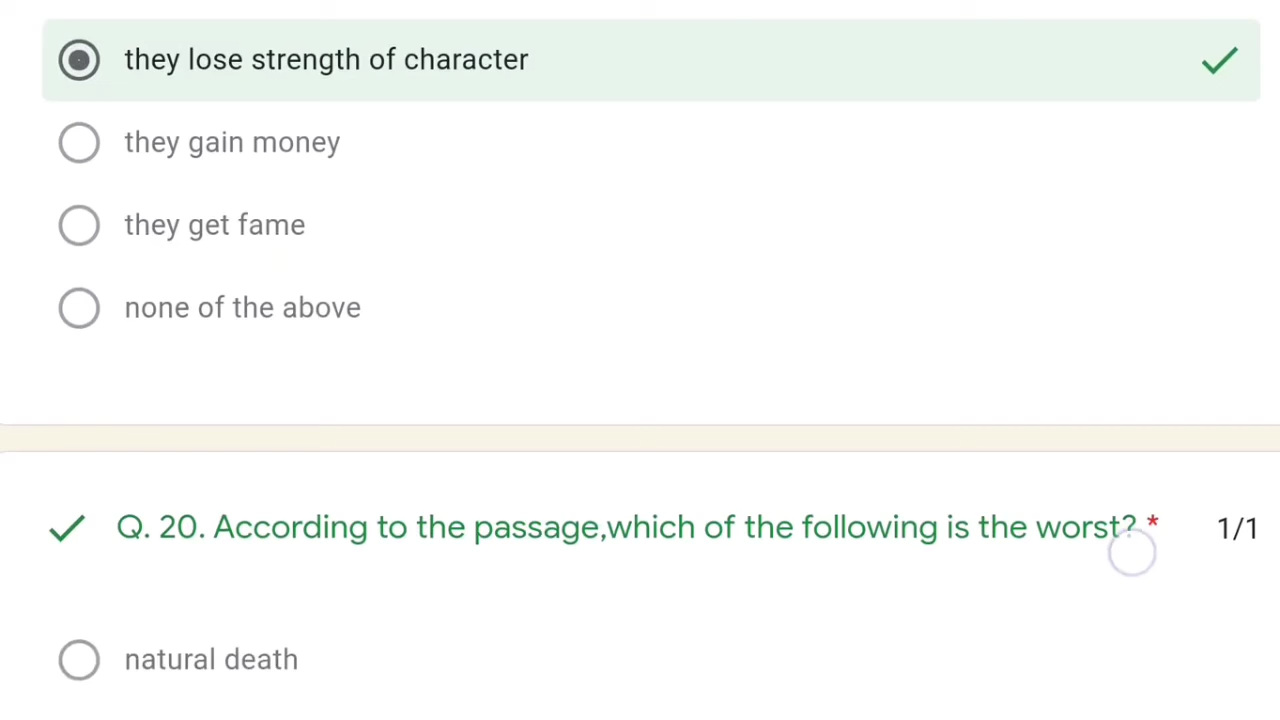 they lose strength of character
they gain money
they get fame
none of the above
Q. 20. According to the passage,which of the following is the worst? * 1/1
natural death